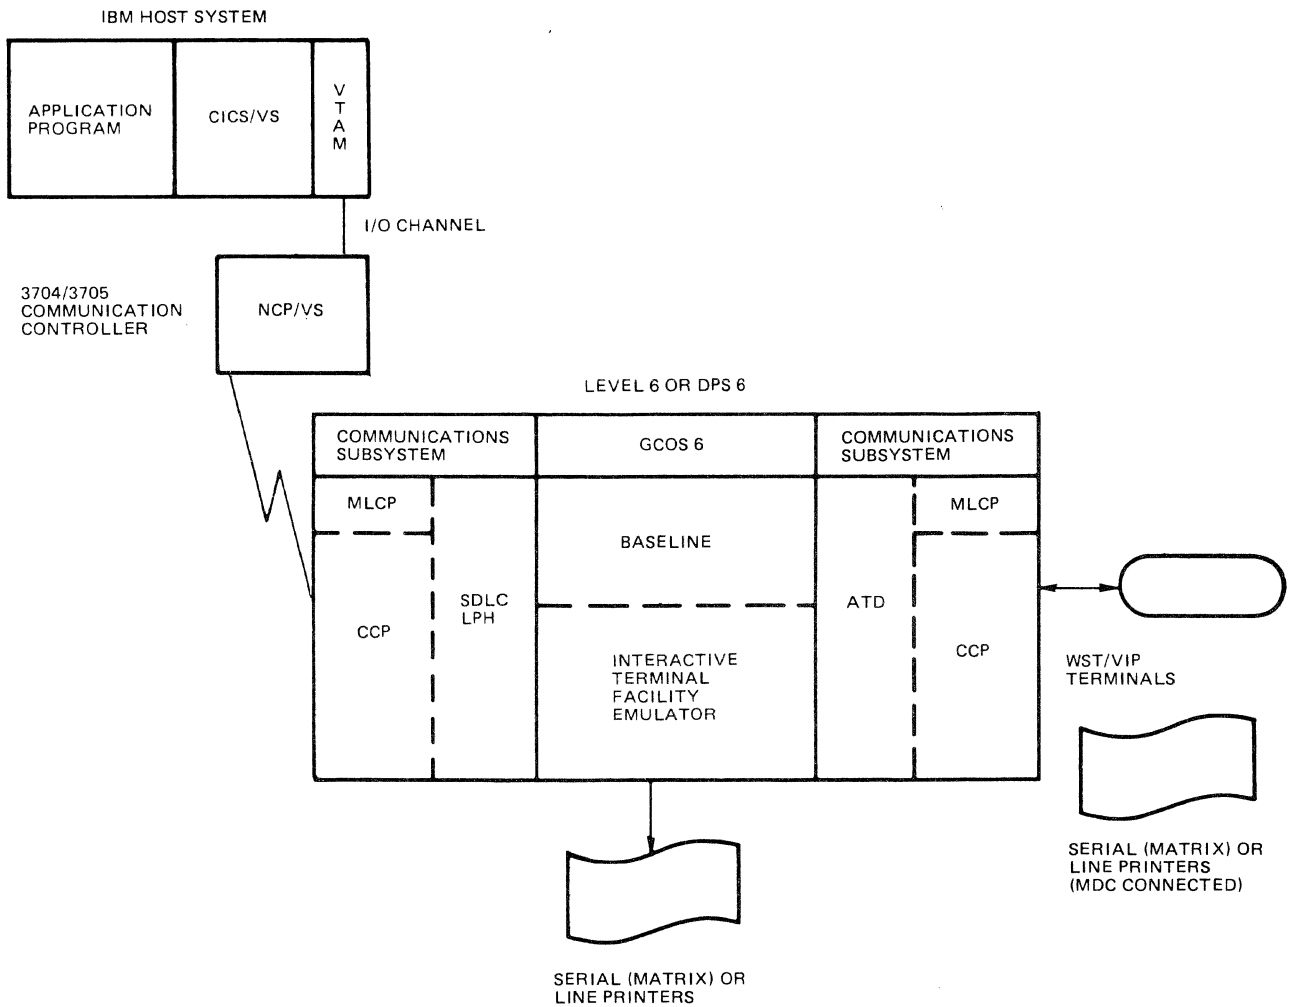 IBM HOST SYSTEM
APPLICATION
PROGRAM
CICS/VS
V
T
A
M
I/O CHANNEL
3704/3705
COMMUNICATION
CONTROLLER
NCP/VS
LEVEL 6 OR DPS 6
COMMUNICATIONS
SUBSYSTEM
GCOS 6
COMMUNICATIONS
SUBSYSTEM
MLCP
CCP
SDLC
LPH
BASELINE
INTERACTIVE
TERMINAL
FACILITY
EMULATOR
ATD
MLCP
CCP
WST/VIP
TERMINALS
SERIAL (MATRIX) OR
LINE PRINTERS
(MDC CONNECTED)
SERIAL (MATRIX) OR
LINE PRINTERS